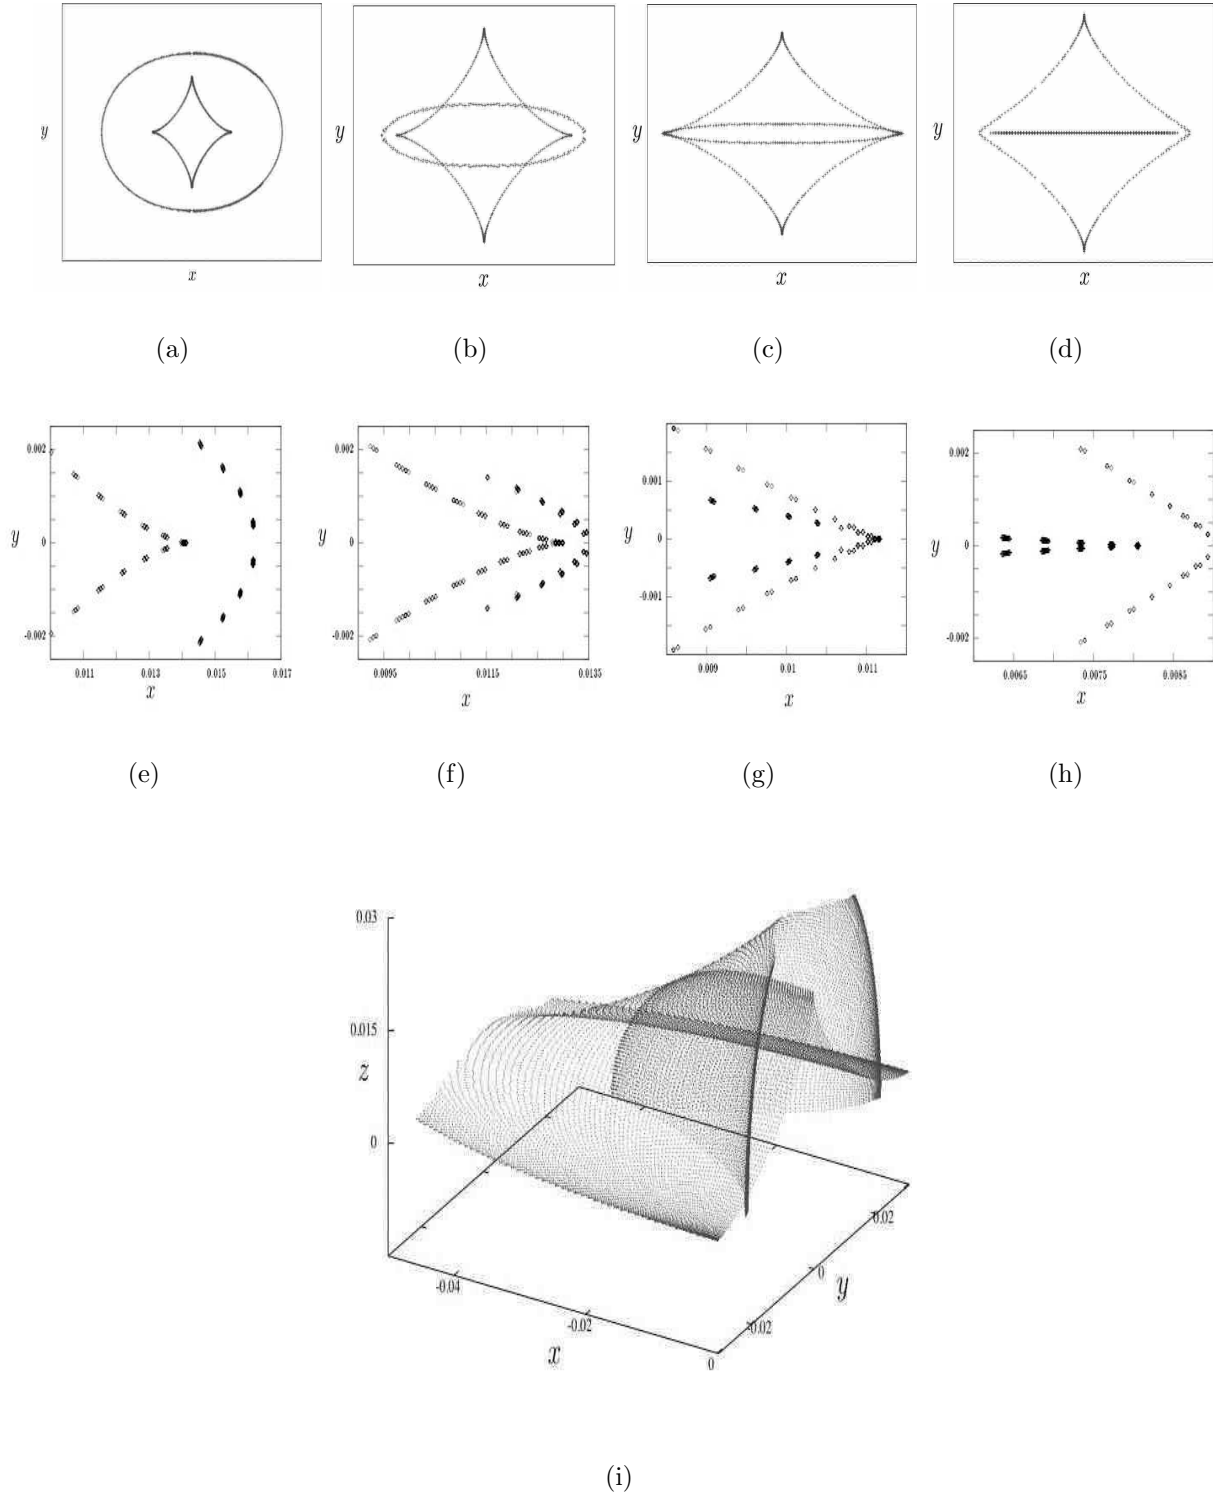 y
x
y
x
y
x
y
x
(a)
(b)
(c)
(d)
0.002
y
0
-0.002
0.011
0.013
0.015
0.017
x
0.002
y
0
-0.002
0.0095
0.0115
0.0135
x
0.001
y
0
-0.001
0.009
0.01
0.011
x
0.002
y
0
-0.002
0.0065
0.0075
0.0085
x
(e)
(f)
(g)
(h)
0.03
0.015
z
0
-0.04
-0.02
0
x
-0.02
0
0.02
y
(i)